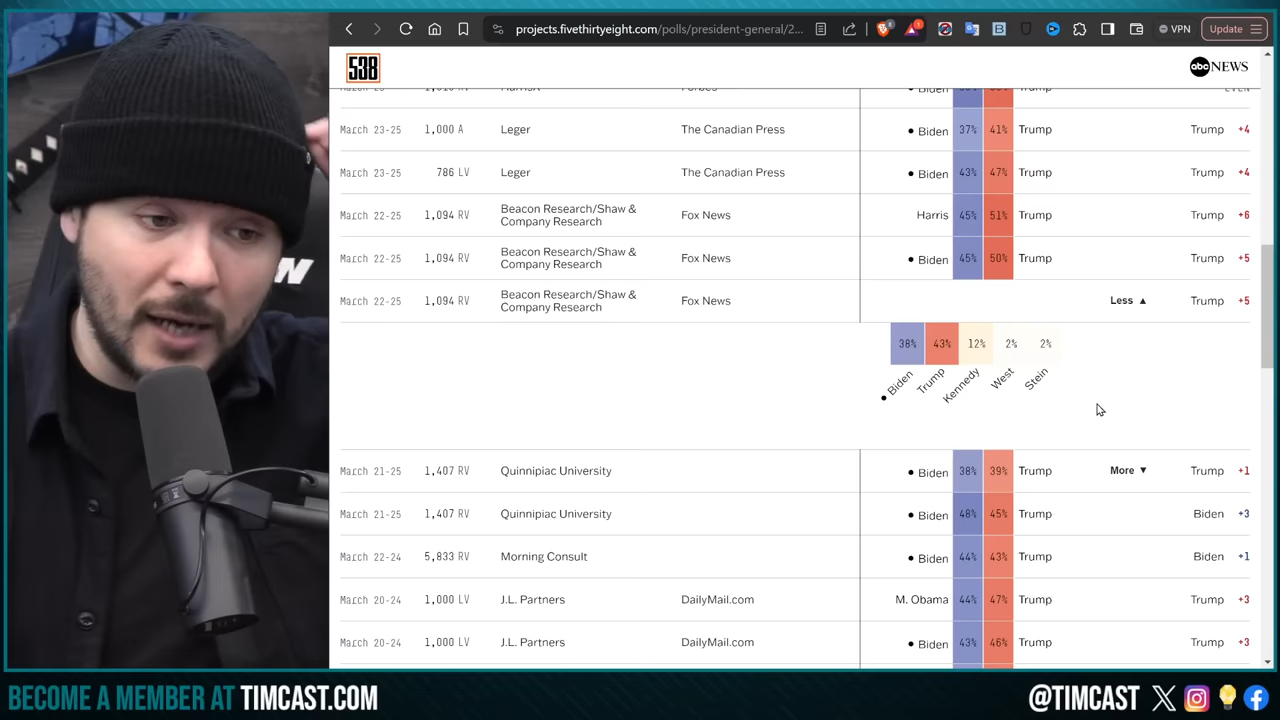 projects.fivethirtyeight.com/polls/president-general/2...
VPN
Update
538
abc NEWS
Biden Trump
March 23-25 1,000 A Leger The Canadian Press Biden 37% 41% Trump Trump +4
March 23-25 786 LV Leger The Canadian Press Biden 43% 47% Trump Trump +4
March 22-25 1,094 RV Beacon Research/Shaw & Company Research Fox News Harris 45% 51% Trump Trump +6
March 22-25 1,094 RV Beacon Research/Shaw & Company Research Fox News Biden 45% 50% Trump Trump +5
March 22-25 1,094 RV Beacon Research/Shaw & Company Research Fox News Less ▲ Trump +5
38% 43% 12% 2% 2%
Biden Trump Kennedy West Stein
March 21-25 1,407 RV Quinnipiac University Biden 38% 39% Trump More ▼ Trump +1
March 21-25 1,407 RV Quinnipiac University Biden 48% 45% Trump Biden +3
March 22-24 5,833 RV Morning Consult Biden 44% 43% Trump Biden +1
March 20-24 1,000 LV J.L. Partners DailyMail.com M. Obama 44% 47% Trump Trump +3
March 20-24 1,000 LV J.L. Partners DailyMail.com Biden 43% 46% Trump Trump +3
BECOME A MEMBER AT TIMCAST.COM
@TIMCAST